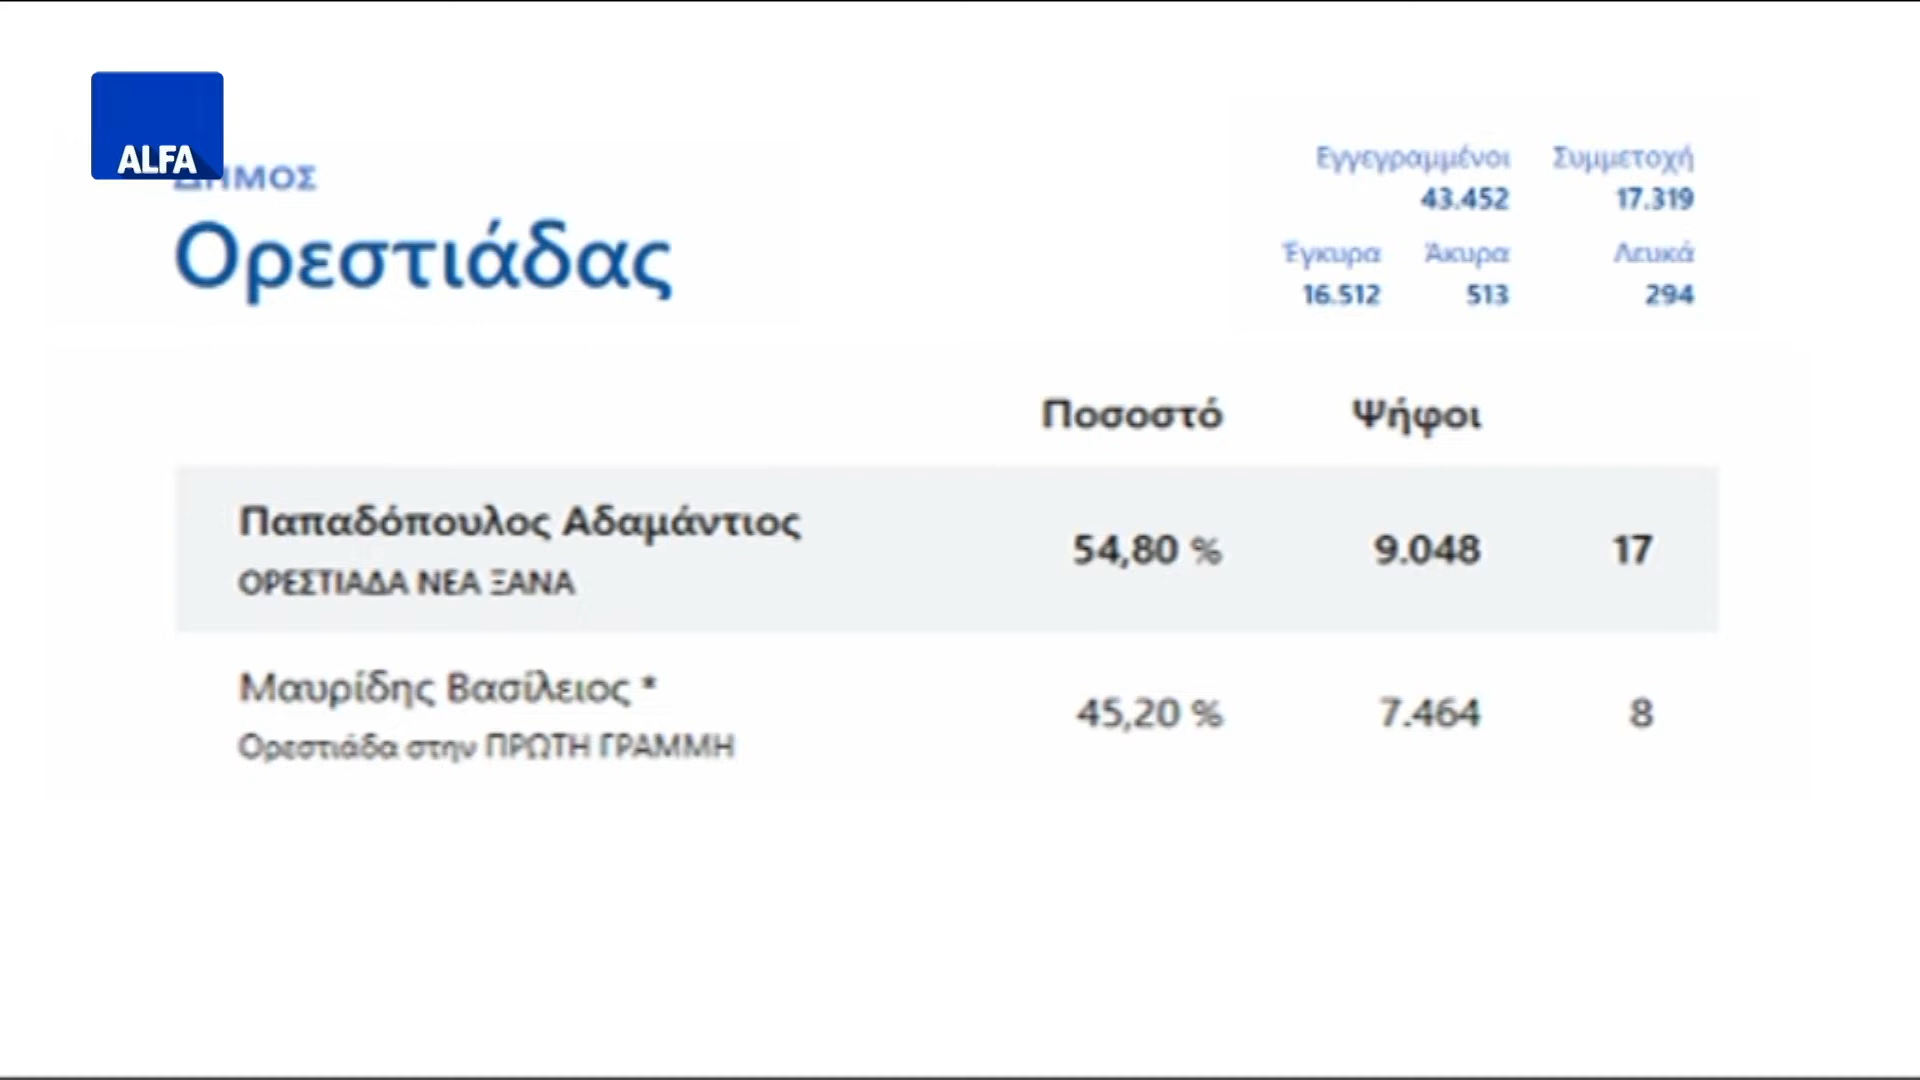 ALFA
ΔΗΜΟΣ
Ορεστιάδας
Εγγεγραμμένοι Συμμετοχή
43.452 17.319
Έγκυρα Άκυρα Λευκά
16.512 513 294
Ποσοστό Ψήφοι
Παπαδόπουλος Αδαμάντιος
54,80 % 9.048 17
ΟΡΕΣΤΙΑΔΑ ΝΕΑ ΞΑΝΑ
Μαυρίδης Βασίλειος *
45,20 % 7.464 8
Ορεστιάδα στην ΠΡΩΤΗ ΓΡΑΜΜΗ